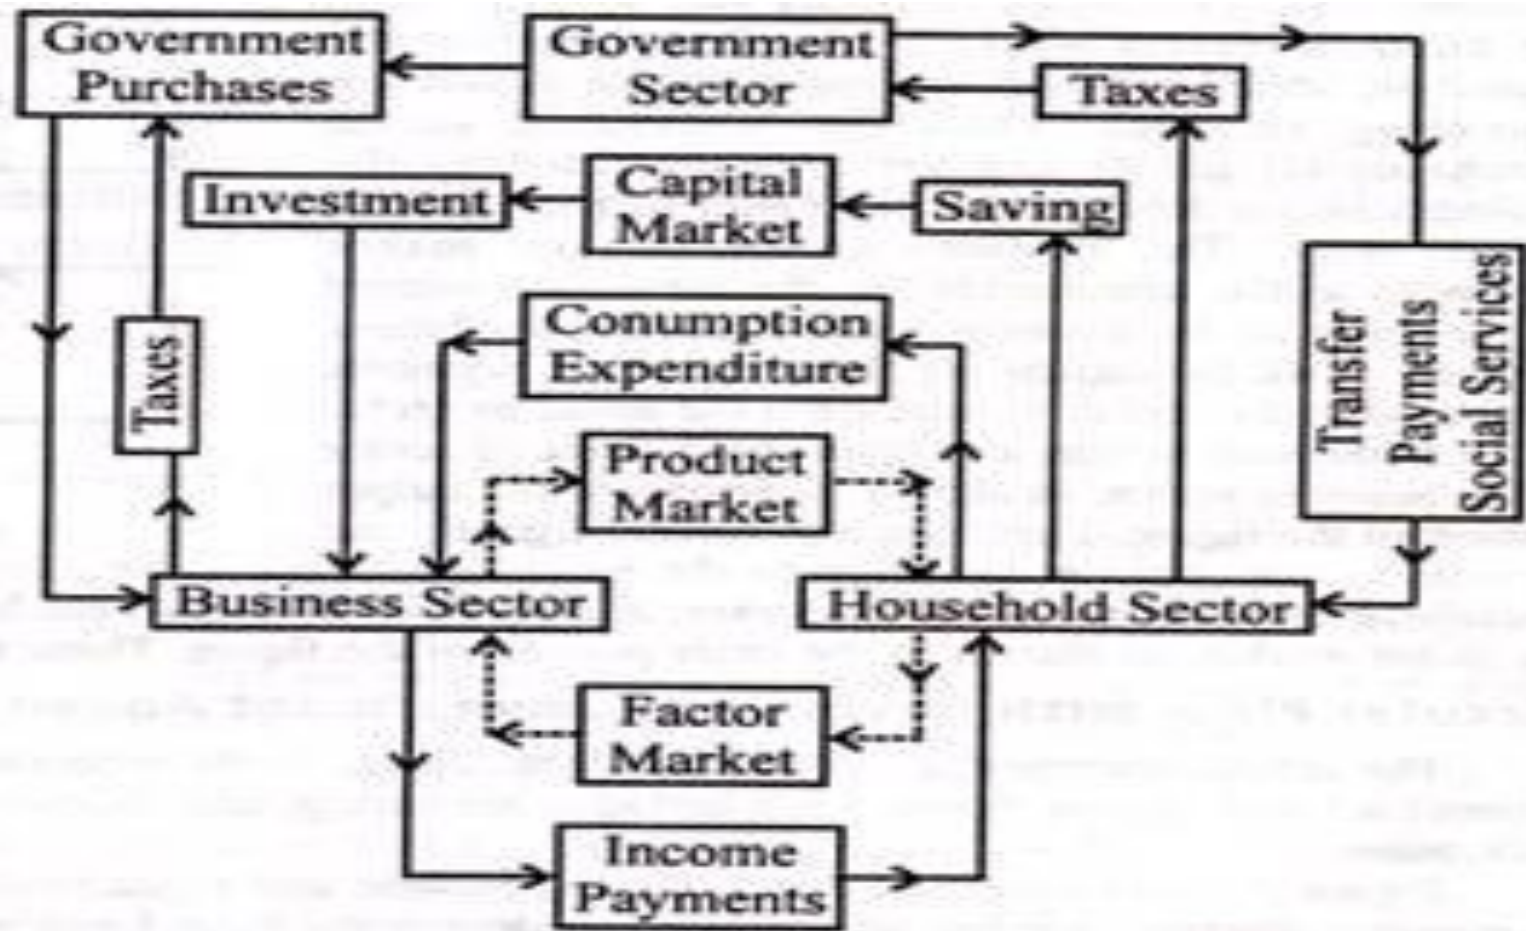 Government
Purchases
Government
Sector
Taxes
Investment
Capital
Market
Saving
Transfer
Payments
Social Services
Taxes
Conumption
Expenditure
Product
Market
Business Sector
Household Sector
Factor
Market
Income
Payments